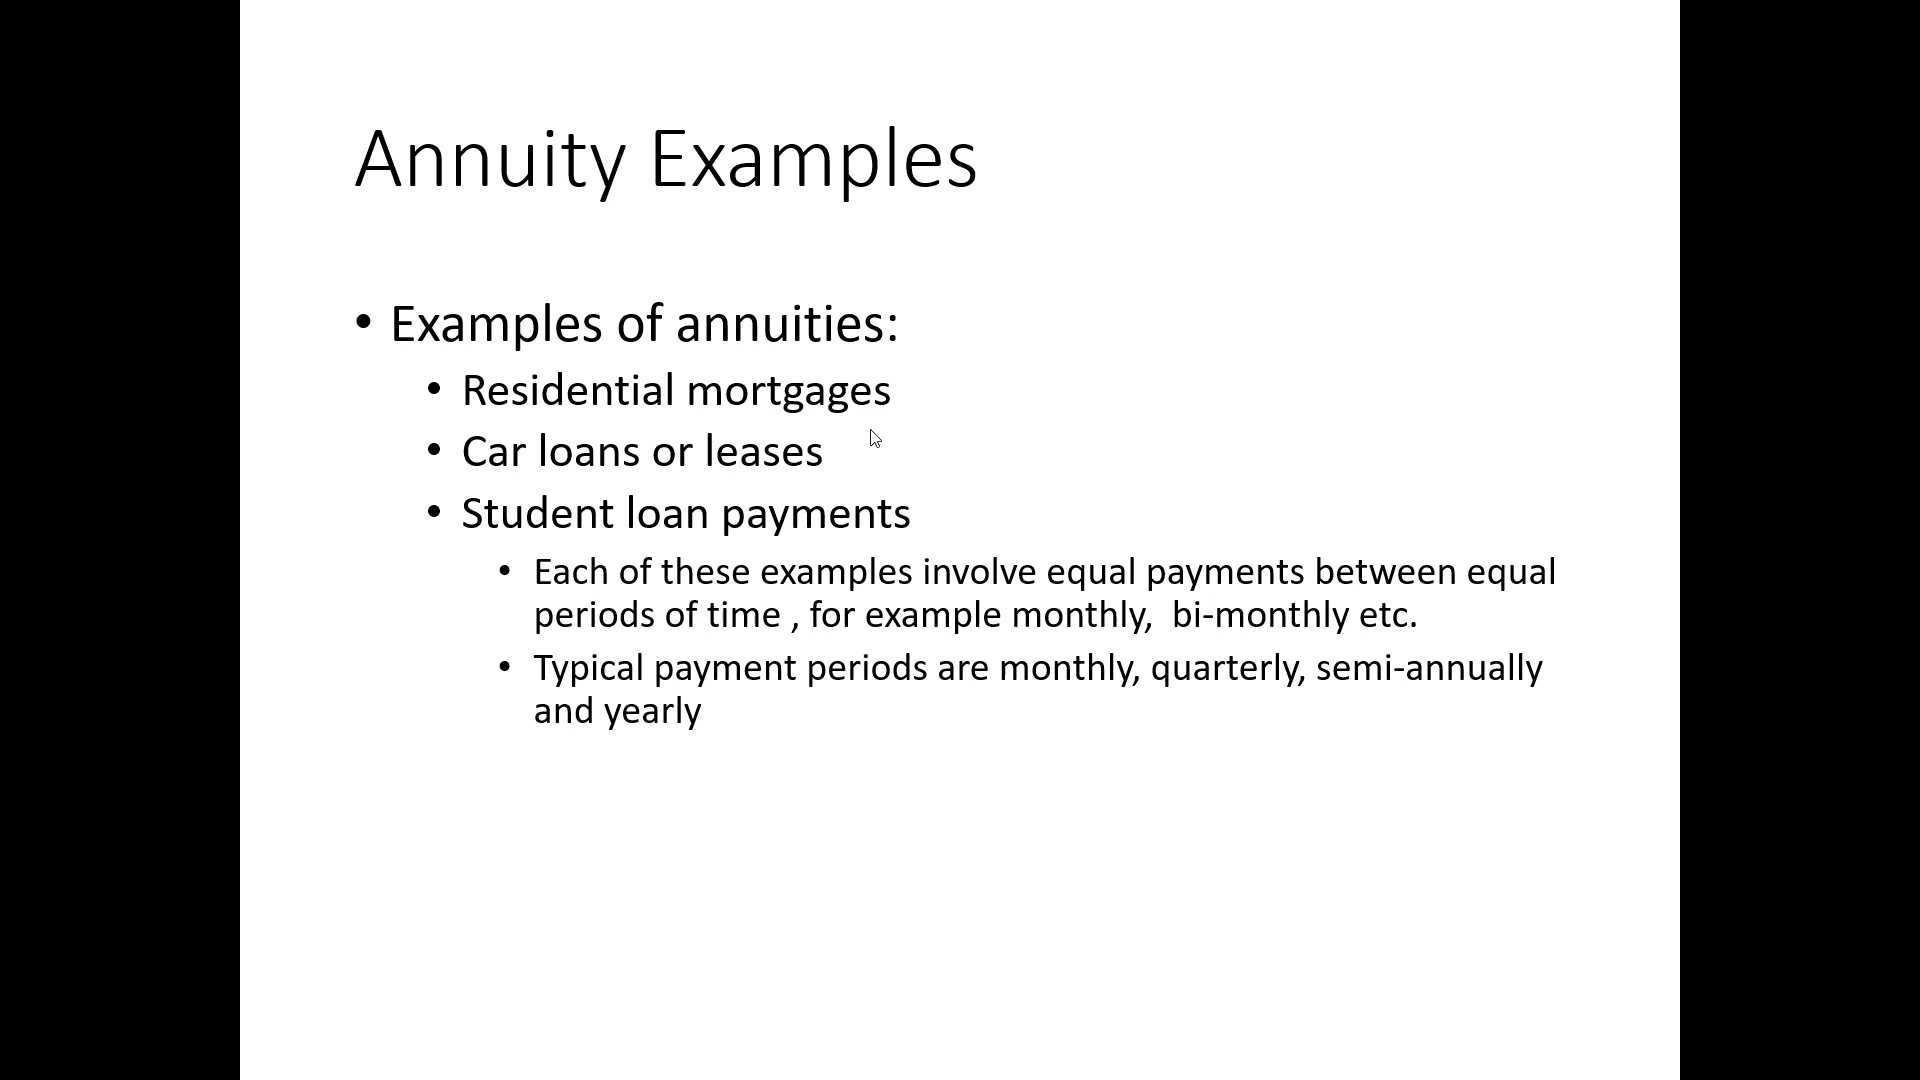 Annuity Examples
• Examples of annuities:
• Residential mortgages
• Car loans or leases
• Student loan payments
• Each of these examples involve equal payments between equal
periods of time , for example monthly,  bi-monthly etc.
• Typical payment periods are monthly, quarterly, semi-annually
and yearly